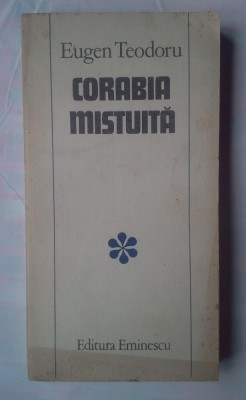 Eugen Teodoru
CORABIA
MISTUITĂ
Editura Eminescu